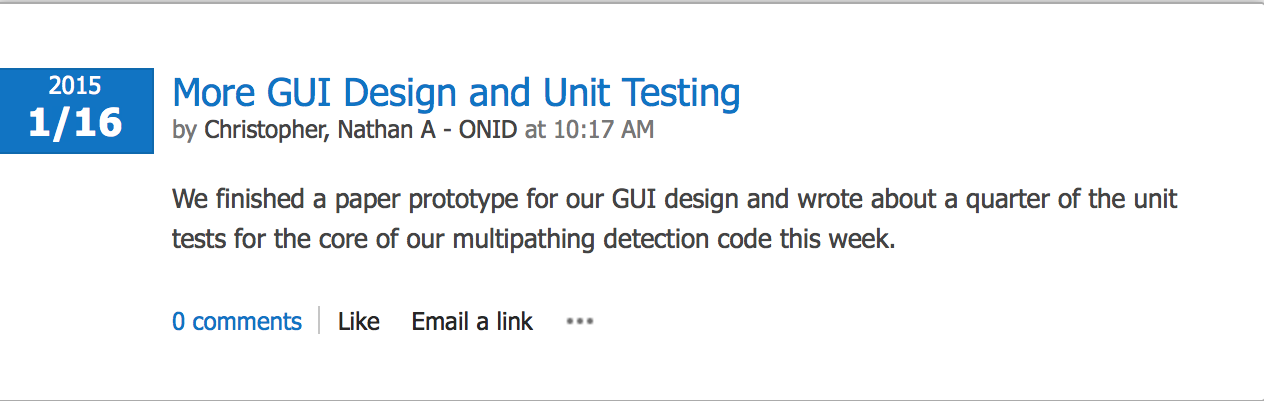 2015
1/16
More GUI Design and Unit Testing
by Christopher, Nathan A - ONID at 10:17 AM
We finished a paper prototype for our GUI design and wrote about a quarter of the unit
tests for the core of our multipathing detection code this week.
0 comments Like Email a link •••